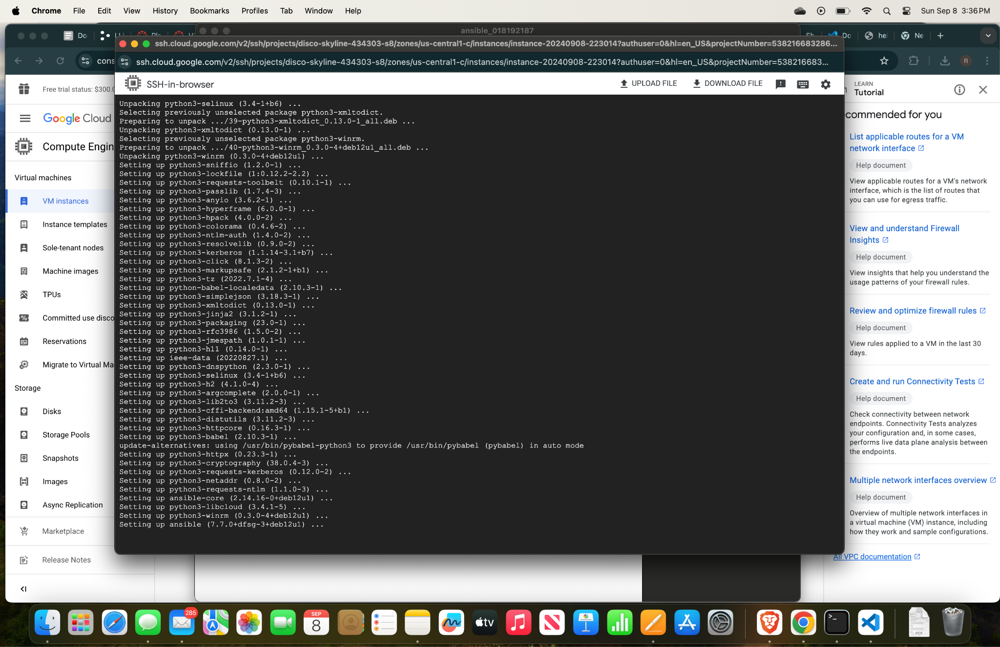 Chrome File Edit View History Bookmarks Profiles Tab Window Help
Sun Sep 8 3:36 PM
ansible_018192187
Do
Do
he
Ne
ssh.cloud.google.com/v2/ssh/projects/disco-skyline-434303-s8/zones/us-central1-c/instances/instance-20240908-223014?authuser=0&hl=en_US&projectNumber=538216683286...
cons
ssh.cloud.google.com/v2/ssh/projects/disco-skyline-434303-s8/zones/us-central1-c/instances/instance-20240908-223014?authuser=0&hl=en_US&projectNumber=538216683...
R
SSH-in-browser
UPLOAD FILE
DOWNLOAD FILE
Free trial status: $300.0
Google Cloud
Compute Engin
Virtual machines
VM instances
Instance templates
Sole-tenant nodes
Machine images
TPUs
Committed use disco
Reservations
Migrate to Virtual Ma
Storage
Disks
Storage Pools
Snapshots
Images
Async Replication
Marketplace
Release Notes
Unpacking python3-selinux (3.4-1+b6) ...
Selecting previously unselected package python3-xmltodict.
Preparing to unpack .../39-python3-xmltodict_0.13.0-1_all.deb ...
Unpacking python3-xmltodict (0.13.0-1) ...
Selecting previously unselected package python3-winrm.
Preparing to unpack .../40-python3-winrm_0.3.0-4+deb12u1_all.deb ...
Unpacking python3-winrm (0.3.0-4+deb12u1) ...
Setting up python3-sniffio (1.2.0-1) ...
Setting up python3-lockfile (1:0.12.2-2.2) ...
Setting up python3-requests-toolbelt (0.10.1-1) ...
Setting up python3-passlib (1.7.4-3) ...
Setting up python3-anyio (3.6.2-1) ...
Setting up python3-hyperframe (6.0.0-1) ...
Setting up python3-hpack (4.0.0-2) ...
Setting up python3-colorama (0.4.6-2) ...
Setting up python3-ntlm-auth (1.4.0-2) ...
Setting up python3-resolvelib (0.9.0-2) ...
Setting up python3-kerberos (1.1.14-3.1+b7) ...
Setting up python3-click (8.1.3-2) ...
Setting up python3-markupsafe (2.1.2-1+b1) ...
Setting up python3-tz (2022.7.1-4) ...
Setting up python-babel-localedata (2.10.3-1) ...
Setting up python3-simplejson (3.18.3-1) ...
Setting up python3-xmltodict (0.13.0-1) ...
Setting up python3-jinja2 (3.1.2-1) ...
Setting up python3-packaging (23.0-1) ...
Setting up python3-rfc3986 (1.5.0-2) ...
Setting up python3-jmespath (1.0.1-1) ...
Setting up python3-h11 (0.14.0-1) ...
Setting up ieee-data (20220827.1) ...
Setting up python3-dnspython (2.3.0-1) ...
Setting up python3-selinux (3.4-1+b6) ...
Setting up python3-h2 (4.1.0-4) ...
Setting up python3-argcomplete (2.0.0-1) ...
Setting up python3-lib2to3 (3.11.2-3) ...
Setting up python3-cffi-backend:amd64 (1.15.1-5+b1) ...
Setting up python3-distutils (3.11.2-3) ...
Setting up python3-httpcore (0.16.3-1) ...
Setting up python3-babel (2.10.3-1) ...
update-alternatives: using /usr/bin/pybabel-python3 to provide /usr/bin/pybabel (pybabel) in auto mode
Setting up python3-httpx (0.23.3-1) ...
Setting up python3-cryptography (38.0.4-3) ...
Setting up python3-requests-kerberos (0.12.0-2) ...
Setting up python3-netaddr (0.8.0-2) ...
Setting up python3-requests-ntlm (1.1.0-3) ...
Setting up ansible-core (2.14.16-0+deb12u1) ...
Setting up python3-libcloud (3.4.1-5) ...
Setting up python3-winrm (0.3.0-4+deb12u1) ...
Setting up ansible (7.7.0+dfsg-3+deb12u1) ...
LEARN
Tutorial
commended for you
List applicable routes for a VM
network interface
Help document
View applicable routes for a VM's network
interface, which is the list of routes that
you can use for egress traffic.
View and understand Firewall
Insights
Help document
View insights that help you understand the
usage patterns of your firewall rules.
Review and optimize firewall rules
Help document
View rules applied to a VM in the last 30
days.
Create and run Connectivity Tests
Help document
Check connectivity between network
endpoints. Connectivity Tests analyzes
your configuration and, in some cases,
performs live data plane analysis between
the endpoints.
Multiple network interfaces overview
Help document
Overview of multiple network interfaces in
a virtual machine (VM) instance, including
how they work and sample configurations.
All VPC documentation
285
SEP
8
tv
PDF